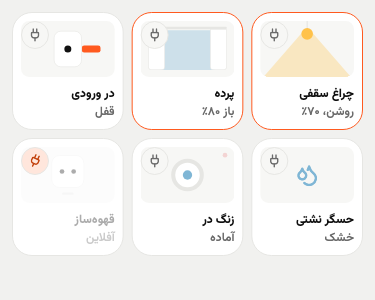 چراغ سقفی
روشن، ۷۰٪
پرده
باز ۸۰٪
در ورودی
قفل
حسگر نشتی
خشک
زنگ در
آماده
قهوه‌ساز
آفلاین